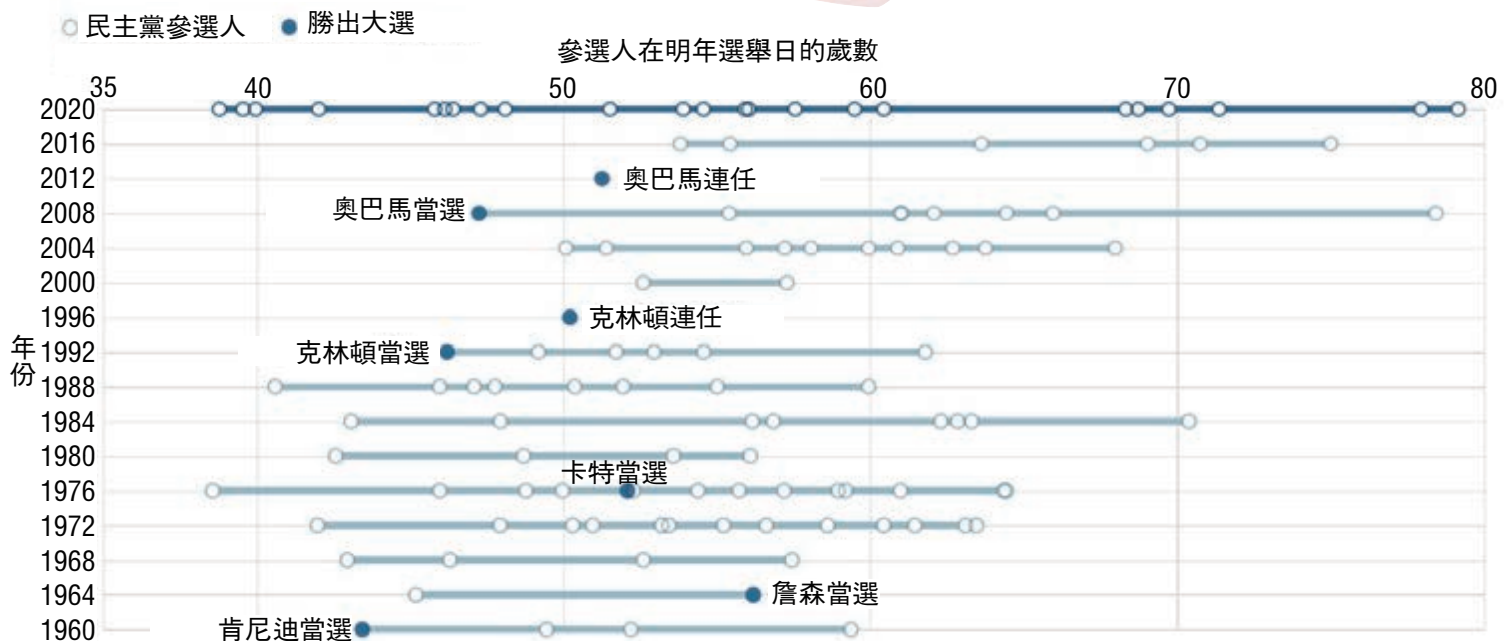 民主黨參選人 勝出大選
參選人在明年選舉日的歲數
35 40 50 60 70 80
2020
2016
2012 奧巴馬連任
2008 奧巴馬當選
2004
2000
1996 克林頓連任
年份
1992 克林頓當選
1988
1984
1980
卡特當選
1976
1972
1968
1964 詹森當選
1960 肯尼迪當選